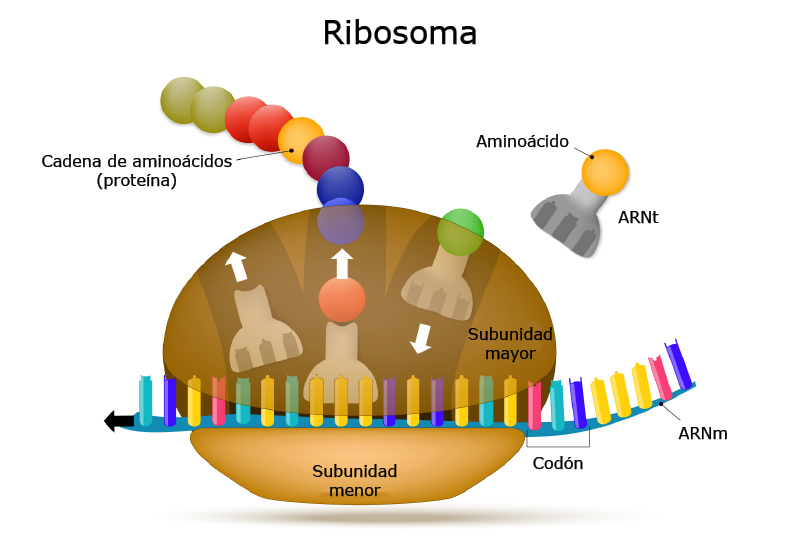 Ribosoma
Aminoácido
Cadena de aminoácidos
(proteína)
ARNt
Subunidad
mayor
ARNm
Codón
Subunidad
menor